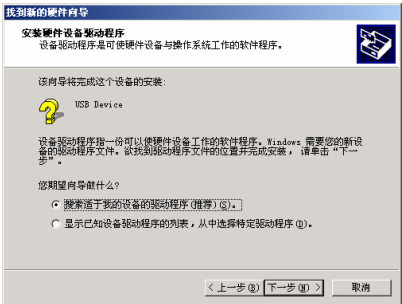 找到新的硬件向导
安装硬件设备驱动程序
设备驱动程序是可使硬件设备与操作系统工作的软件程序。
该向导将完成这个设备的安装:
USB Device
设备驱动程序指一份可以使硬件设备工作的软件程序。Windows 需要您的新设
备的驱动程序文件。欲找到驱动程序文件的位置并完成安装，请单击“下一
步”。
您期望向导做什么?
搜索适于我的设备的驱动程序(推荐)(S)。
显示已知设备驱动程序的列表，从中选择特定驱动程序(D)。
< 上一步(B) 下一步(N) > 取消